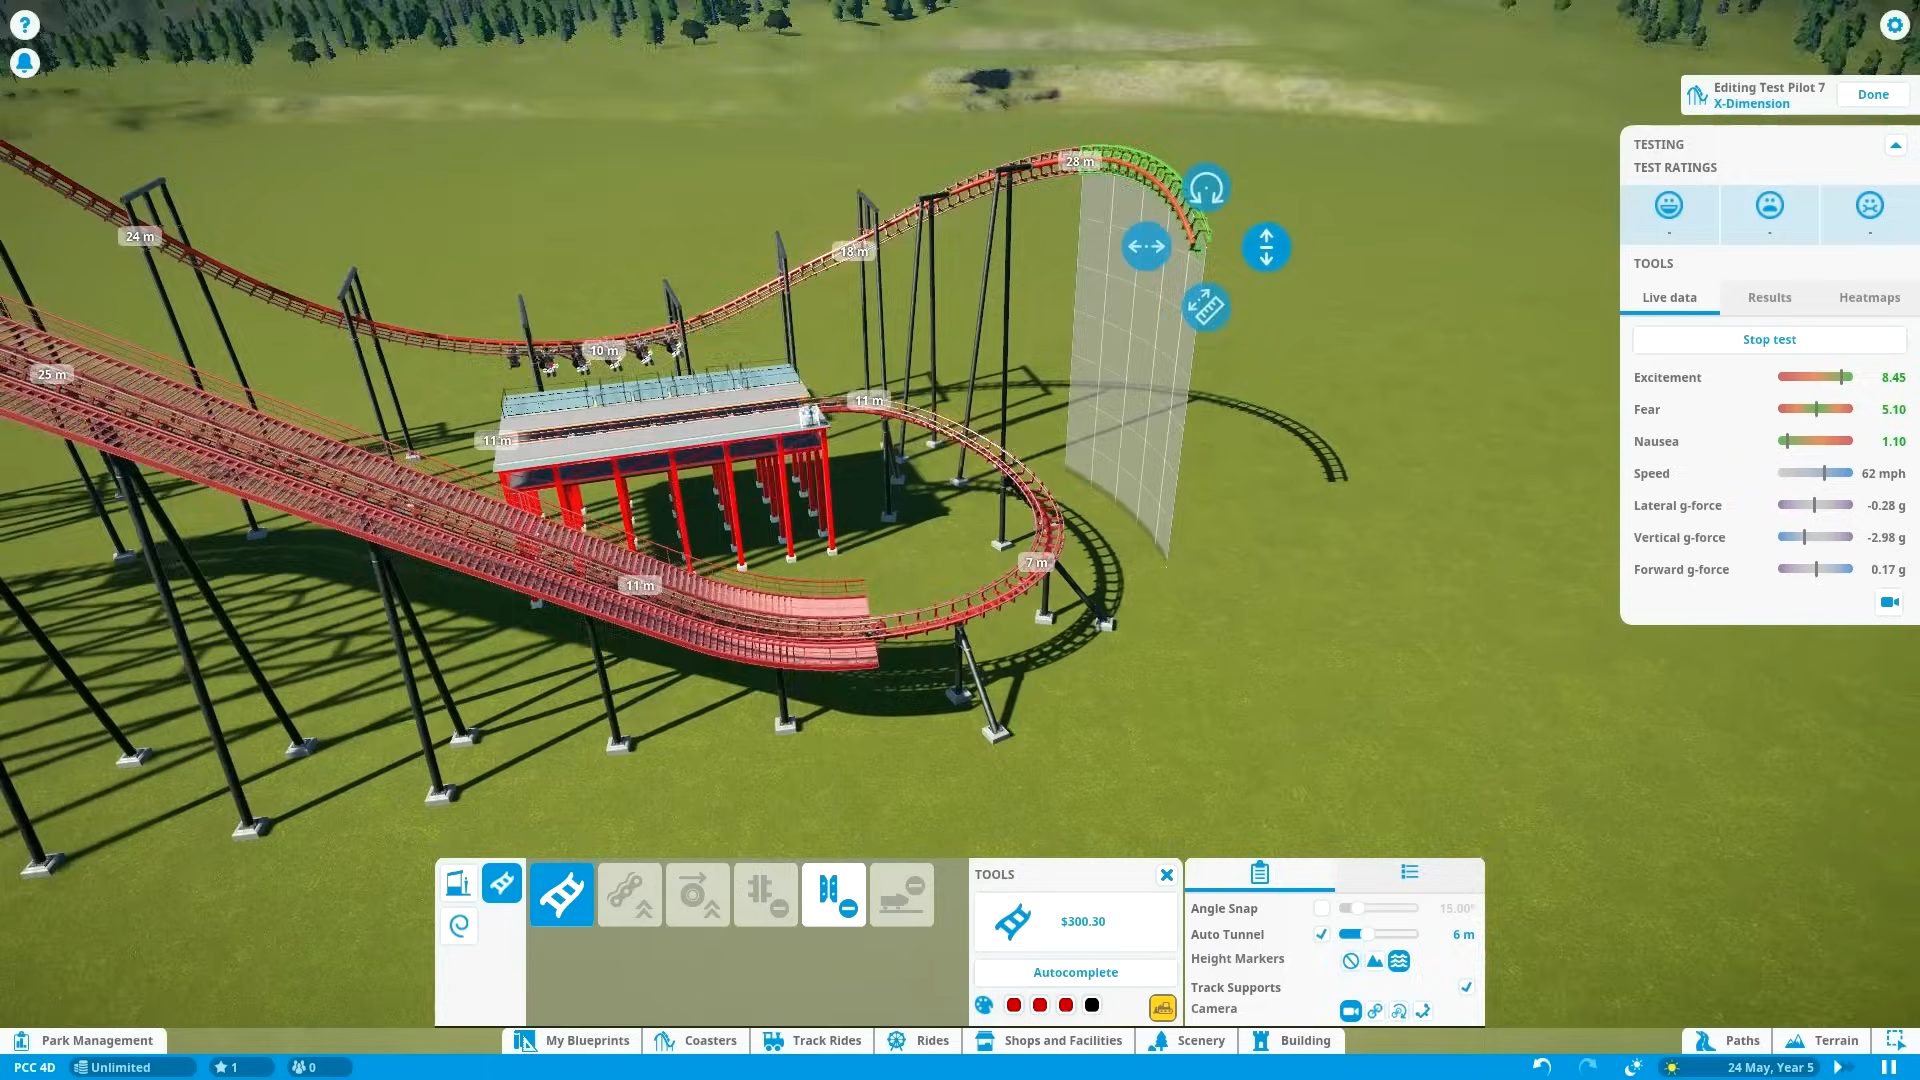 ?
Editing Test Pilot 7
X-Dimension
Done
TESTING
TEST RATINGS
-
-
-
TOOLS
Live data
Results
Heatmaps
Stop test
Excitement
8.45
Fear
5.10
Nausea
1.10
Speed
62 mph
Lateral g-force
-0.28 g
Vertical g-force
-2.98 g
Forward g-force
0.17 g
28 m
24 m
18 m
10 m
25 m
11 m
11 m
7 m
11 m
TOOLS
$300.30
Autocomplete
Angle Snap
15.00°
Auto Tunnel
6 m
Height Markers
Track Supports
Camera
Park Management
My Blueprints
Coasters
Track Rides
Rides
Shops and Facilities
Scenery
Building
Paths
Terrain
PCC 4D
Unlimited
1
0
24 May, Year 5